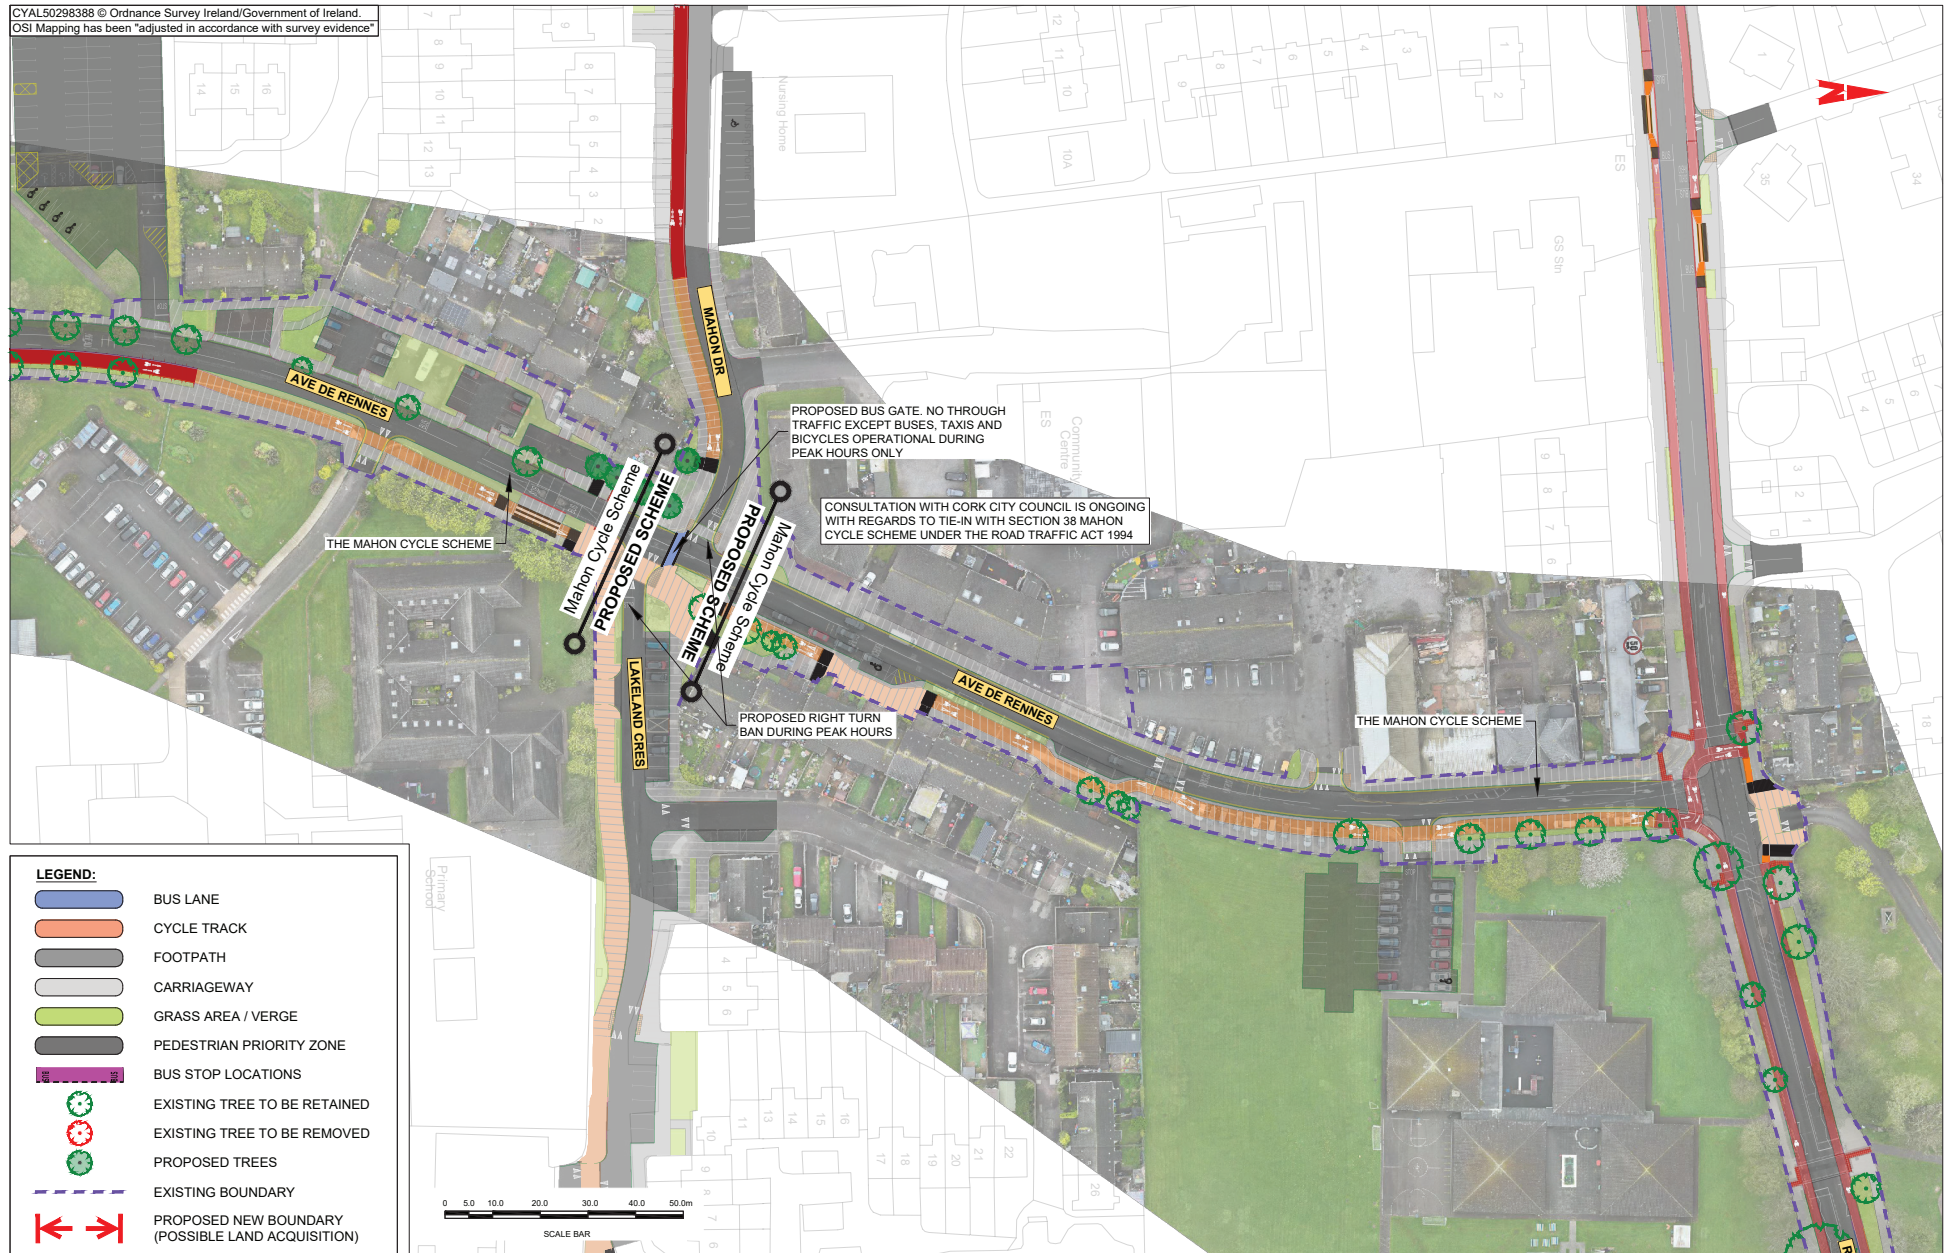 CYAL50298388 © Ordnance Survey Ireland/Government of Ireland.
OSI Mapping has been "adjusted in accordance with survey evidence"
N
Nursing Home
10A
ES
GS Stn
Community
Centre
ES
MAHON DR
AVE DE RENNES
PROPOSED BUS GATE. NO THROUGH
TRAFFIC EXCEPT BUSES, TAXIS AND
BICYCLES OPERATIONAL DURING
PEAK HOURS ONLY
CONSULTATION WITH CORK CITY COUNCIL IS ONGOING
WITH REGARDS TO TIE-IN WITH SECTION 38 MAHON
CYCLE SCHEME UNDER THE ROAD TRAFFIC ACT 1994
THE MAHON CYCLE SCHEME
Mahon Cycle Scheme
PROPOSED SCHEME
PROPOSED SCHEME
Mahon Cycle Scheme
LAKELAND CRES
PROPOSED RIGHT TURN
BAN DURING PEAK HOURS
AVE DE RENNES
THE MAHON CYCLE SCHEME
Primary
School
LEGEND:
BUS LANE
CYCLE TRACK
FOOTPATH
CARRIAGEWAY
GRASS AREA / VERGE
PEDESTRIAN PRIORITY ZONE
BUS STOP LOCATIONS
EXISTING TREE TO BE RETAINED
EXISTING TREE TO BE REMOVED
PROPOSED TREES
EXISTING BOUNDARY
PROPOSED NEW BOUNDARY
(POSSIBLE LAND ACQUISITION)
0 5.0 10.0 20.0 30.0 40.0 50.0m
SCALE BAR